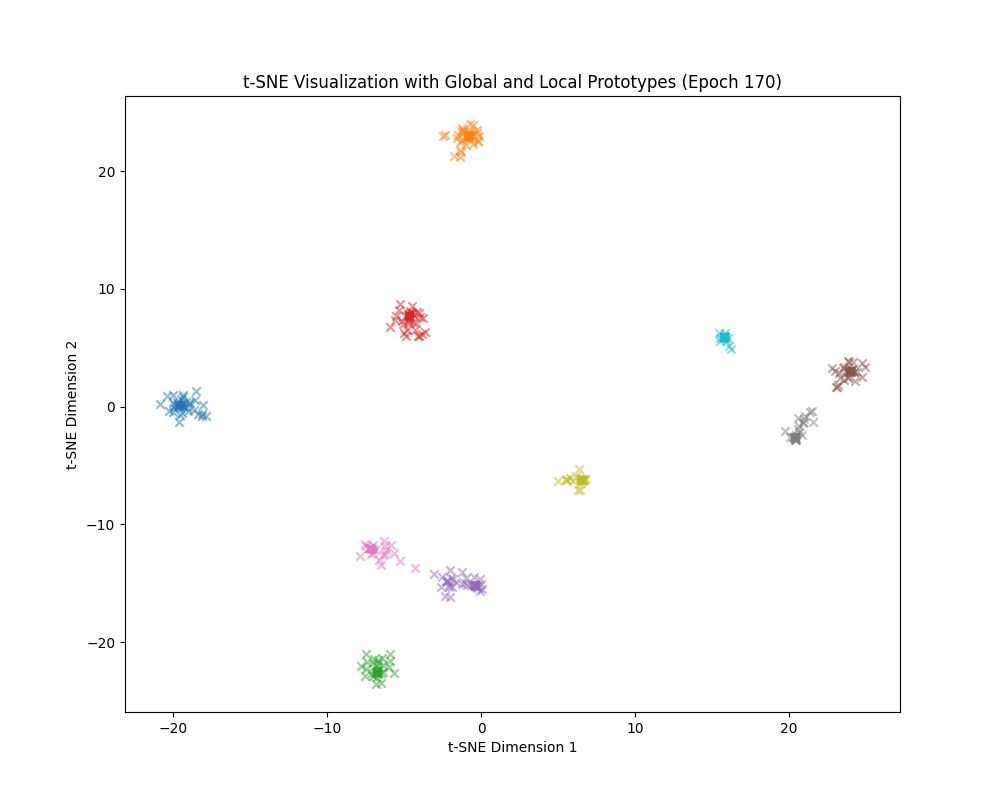 t-SNE Visualization with Global and Local Prototypes (Epoch 170)
20
10
0
−10
−20
t-SNE Dimension 2
−20 −10 0 10 20
t-SNE Dimension 1